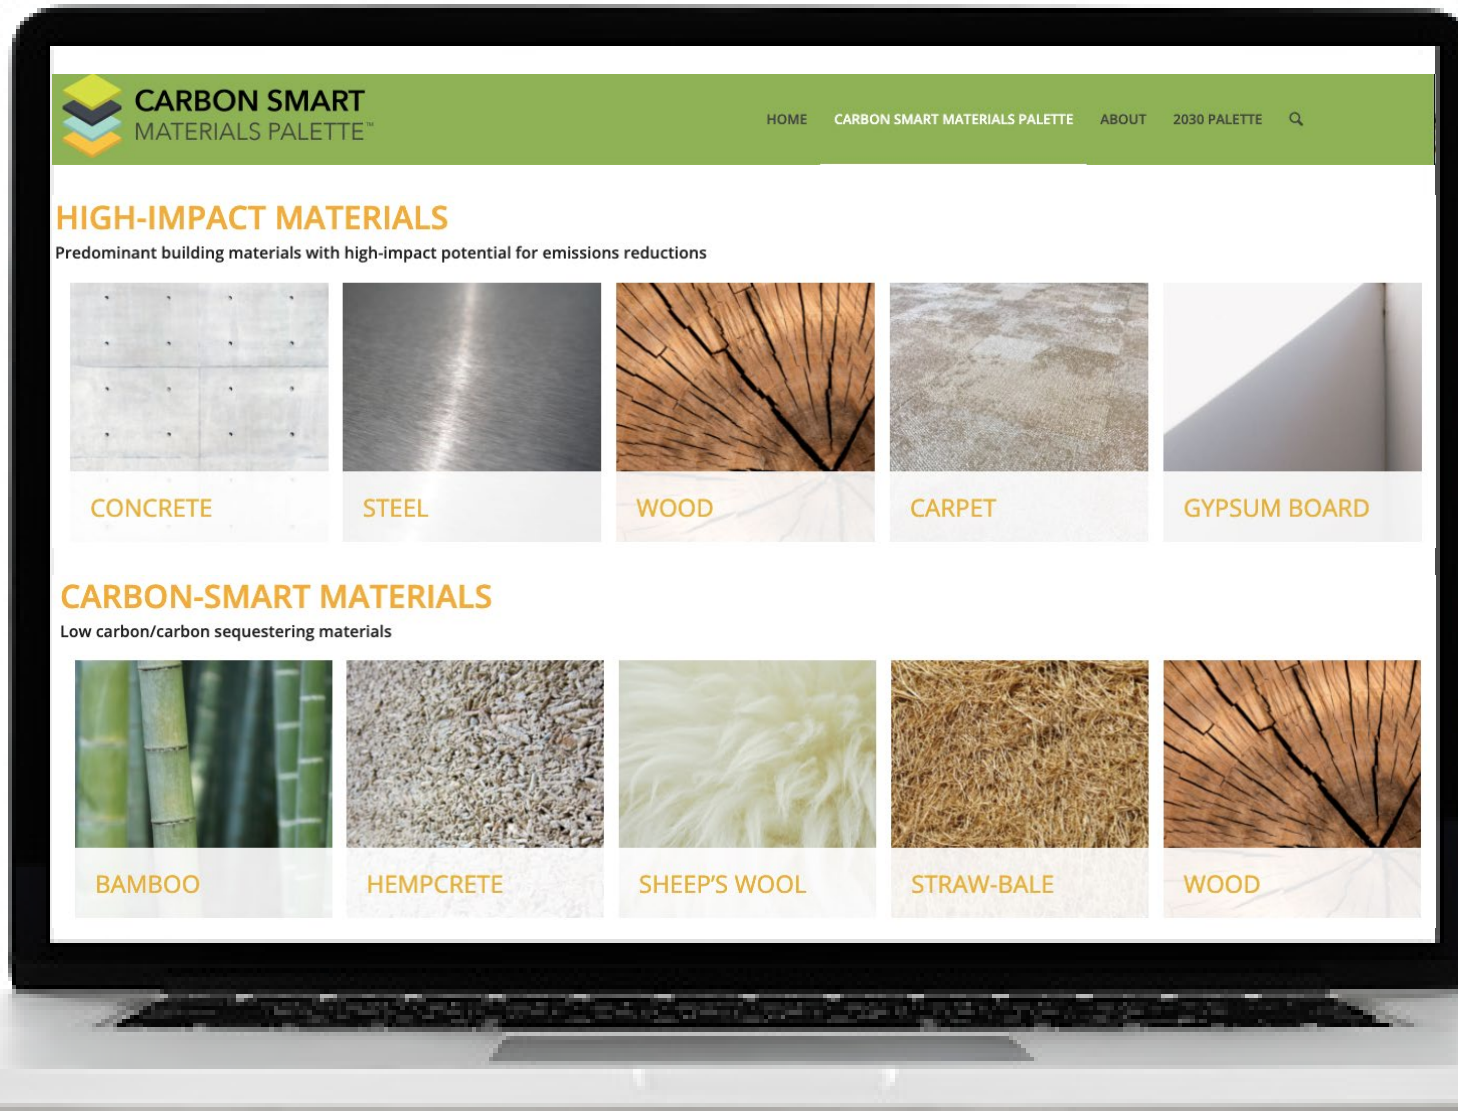 CARBON SMART
MATERIALS PALETTE™
HOME CARBON SMART MATERIALS PALETTE ABOUT 2030 PALETTE
HIGH-IMPACT MATERIALS
Predominant building materials with high-impact potential for emissions reductions
CONCRETE STEEL WOOD CARPET GYPSUM BOARD
CARBON-SMART MATERIALS
Low carbon/carbon sequestering materials
BAMBOO HEMPCRETE SHEEP'S WOOL STRAW-BALE WOOD